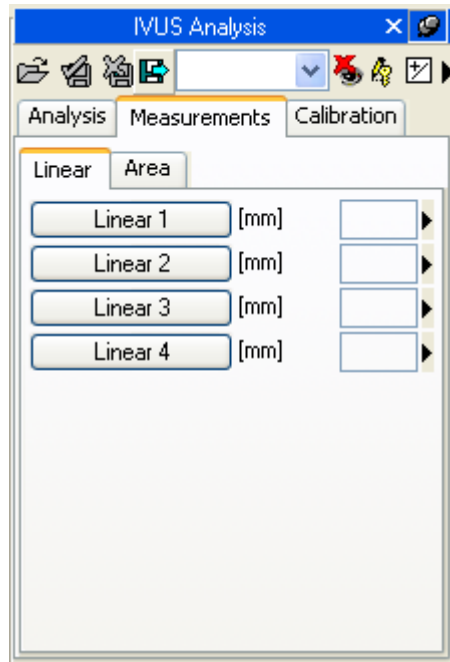 IVUS Analysis
Analysis Measurements Calibration
Linear Area
Linear 1 [mm]
Linear 2 [mm]
Linear 3 [mm]
Linear 4 [mm]